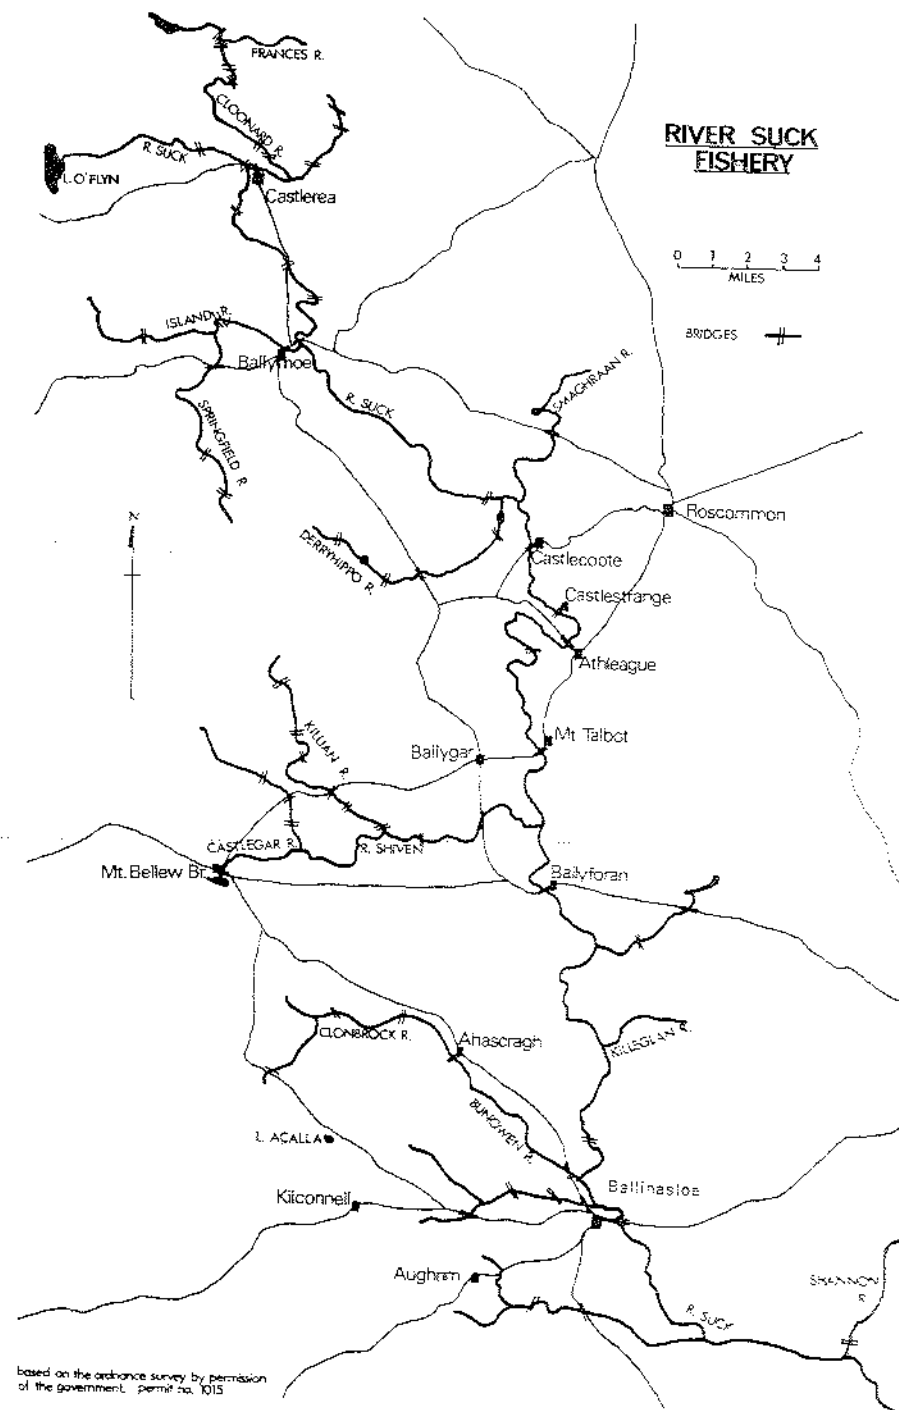 FRANCES R.
RIVER SUCK
FISHERY
CLOONARD R.
R. SUCK
L. O'FLYN
Castlerea
0 1 2 3 4
MILES
ISLAND R.
BRIDGES
Ballymoe
SMAGHRAAN R.
R. SUCK
SPRINGFIELD R.
Roscommon
N
DERRYHIPPO R.
Castlecoote
Castlestrange
Athleague
KILLIAN R.
Ballygar
Mt Talbot
CASTLEGAR R.
R. SHIVEN
Mt. Bellew Br.
Ballyforan
CLONBROCK R.
Ahascragh
KILLEGLAN R.
BUNOWEN R.
L. ACALLA
Ballinasloe
Kilconnell
Aughrim
SHANNON
R.
R. SUCK
based on the ordnance survey by permission
of the government. permit no. 1015